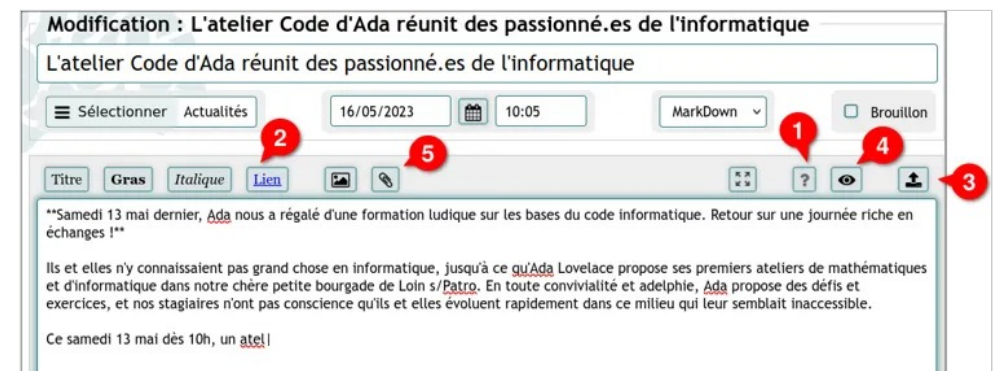 Modification : L'atelier Code d'Ada réunit des passionné.es de l'informatique
L'atelier Code d'Ada réunit des passionné.es de l'informatique
Sélectionner Actualités 16/05/2023 10:05 MarkDown Brouillon
2 5 1 4
Titre Gras Italique Lien ? 3
**Samedi 13 mai dernier, Ada nous a régalé d'une formation ludique sur les bases du code informatique. Retour sur une journée riche en
échanges !**
Ils et elles n'y connaissaient pas grand chose en informatique, jusqu'à ce qu'Ada Lovelace propose ses premiers ateliers de mathématiques
et d'informatique dans notre chère petite bourgade de Loin s/Patro. En toute convivialité et adelphie, Ada propose des défis et
exercices, et nos stagiaires n'ont pas conscience qu'ils et elles évoluent rapidement dans ce milieu qui leur semblait inaccessible.
Ce samedi 13 mai dès 10h, un atel